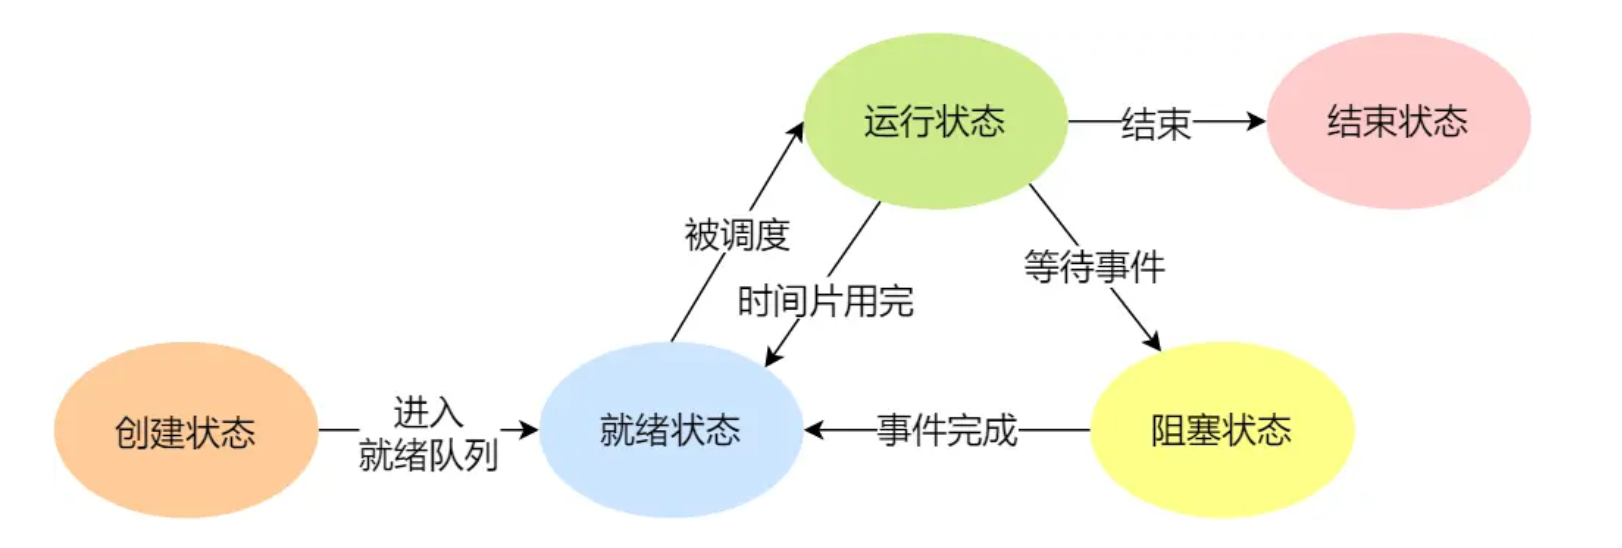 运行状态
结束
结束状态
被调度
等待事件
时间片用完
创建状态
进入
就绪队列
就绪状态
事件完成
阻塞状态